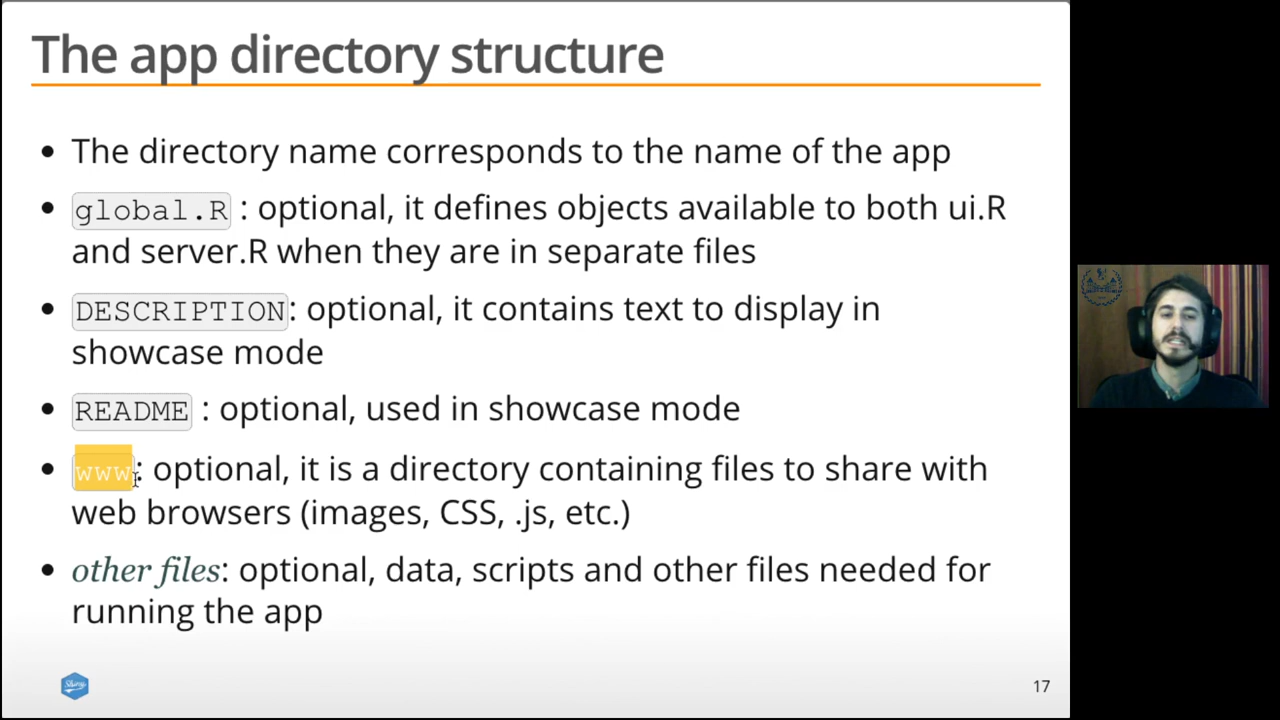 The app directory structure
The directory name corresponds to the name of the app
global.R : optional, it defines objects available to both ui.R
and server.R when they are in separate files
DESCRIPTION: optional, it contains text to display in
showcase mode
README : optional, used in showcase mode
www: optional, it is a directory containing files to share with
web browsers (images, CSS, .js, etc.)
other files: optional, data, scripts and other files needed for
running the app
Shiny
17